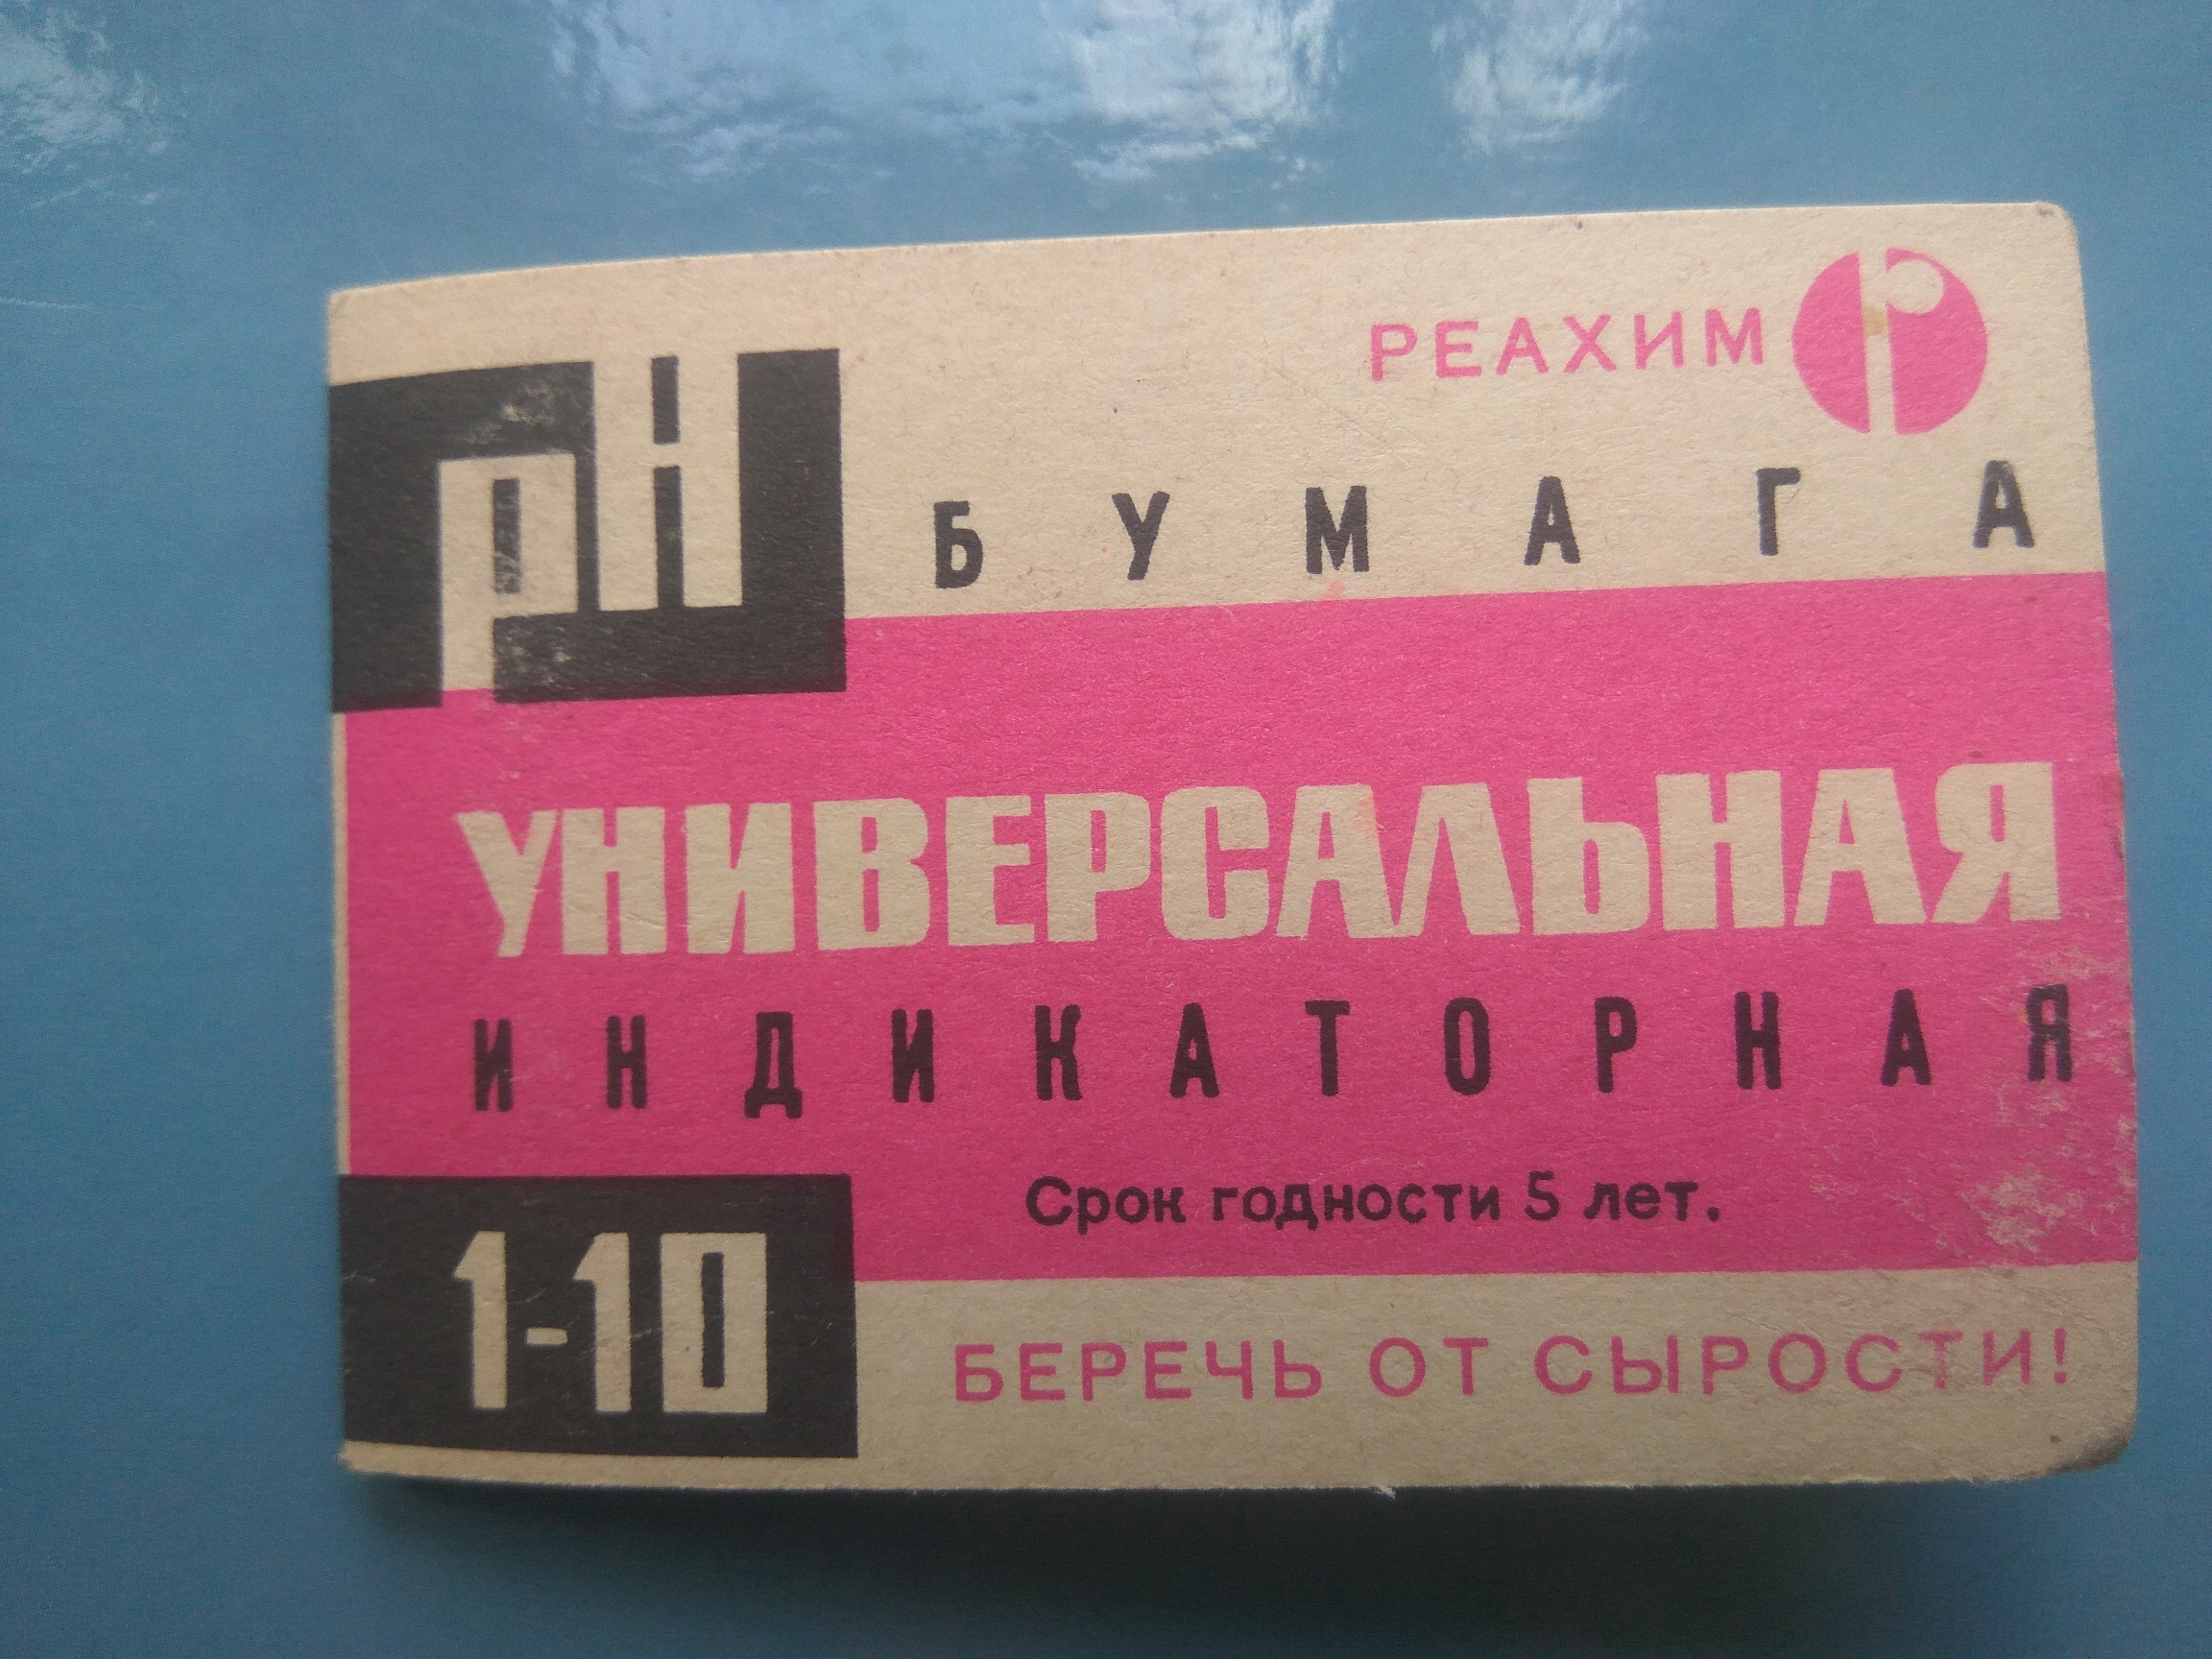 РЕАХИМ
pH БУМАГА
УНИВЕРСАЛЬНАЯ
ИНДИКАТОРНАЯ
Срок годности 5 лет.
1-10
БЕРЕЧЬ ОТ СЫРОСТИ!